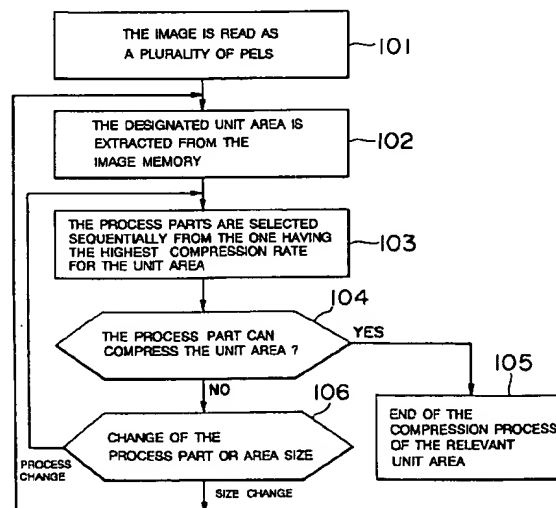 THE IMAGE IS READ AS
A PLURALITY OF PELS
101
THE DESIGNATED UNIT AREA IS
EXTRACTED FROM THE
IMAGE MEMORY
102
THE PROCESS PARTS ARE SELECTED
SEQUENTIALLY FROM THE ONE HAVING
THE HIGHEST COMPRESSION RATE
FOR THE UNIT AREA
103
104
THE PROCESS PART CAN
COMPRESS THE UNIT AREA ?
YES
NO
105
END OF THE
COMPRESSION PROCESS
OF THE RELEVANT
UNIT AREA
106
CHANGE OF THE
PROCESS PART OR AREA SIZE
PROCESS
CHANGE
SIZE CHANGE